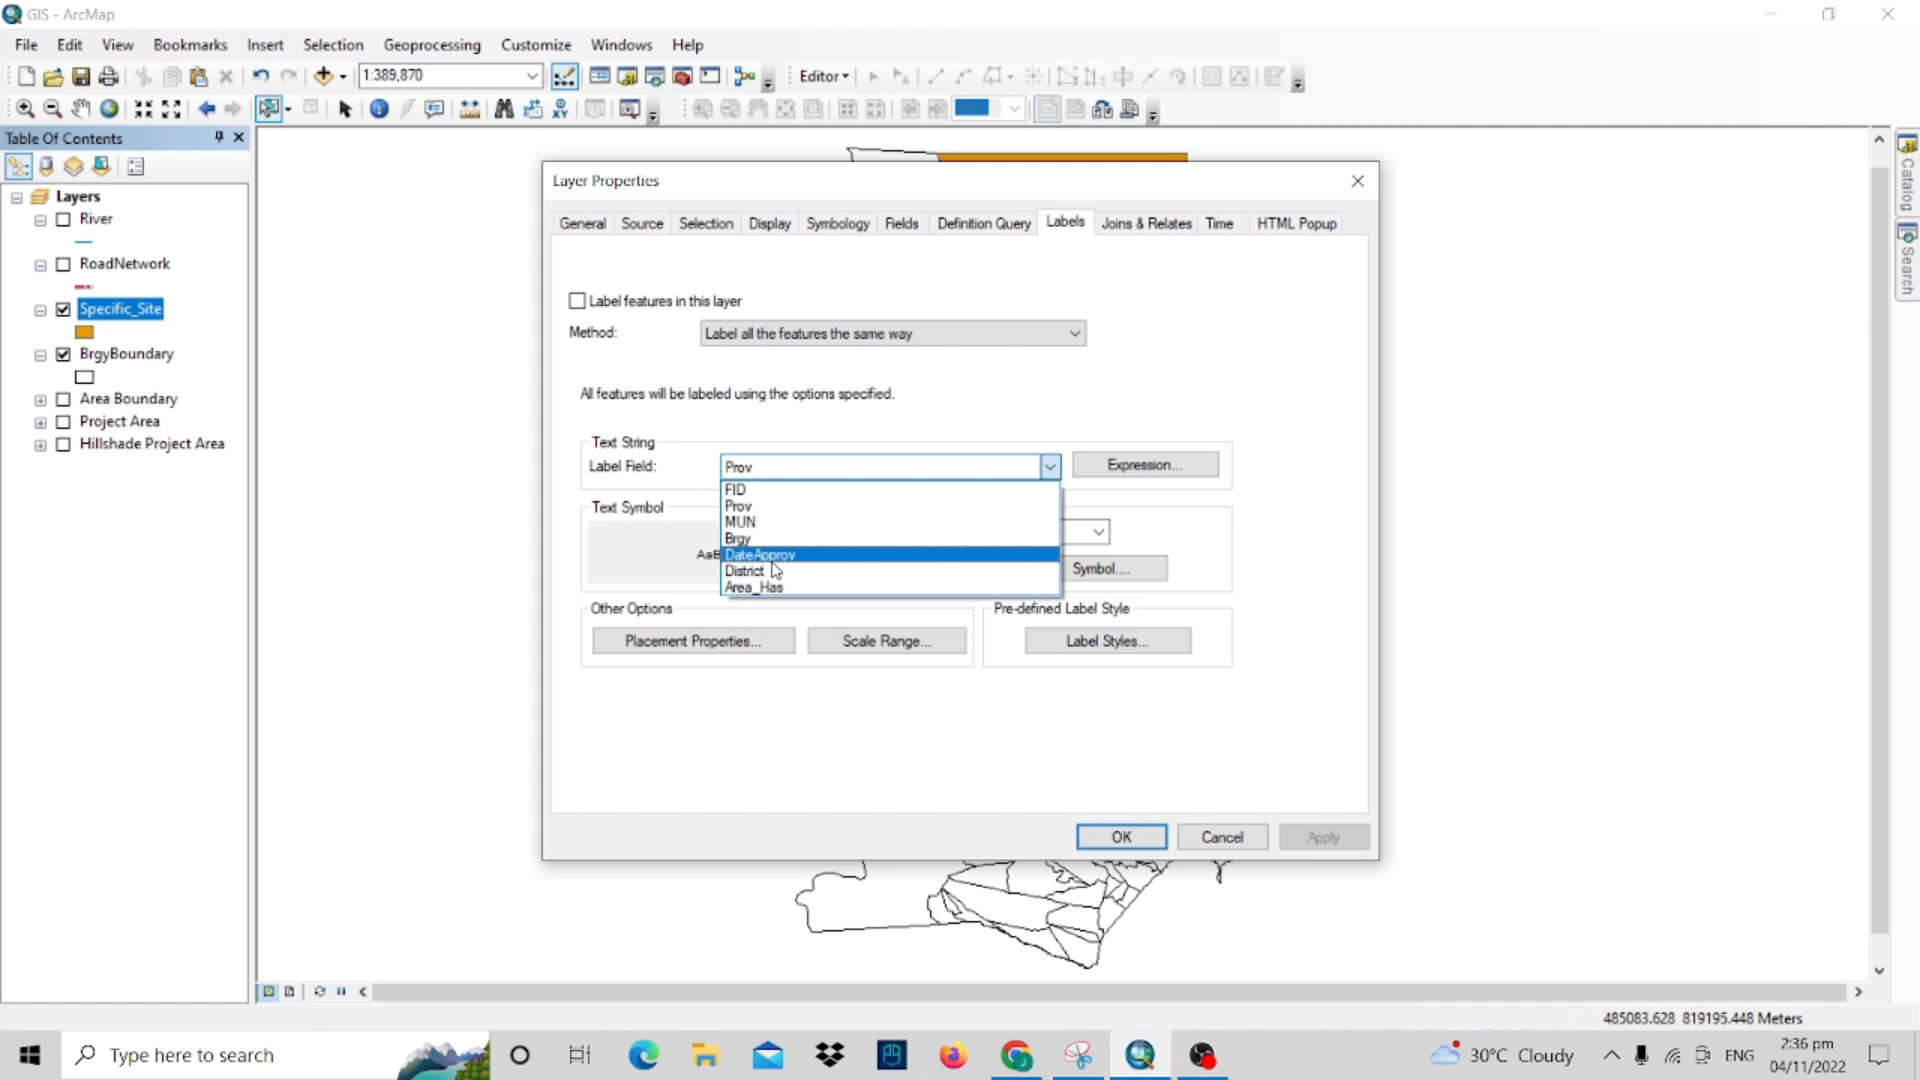 GIS - ArcMap
File Edit View Bookmarks Insert Selection Geoprocessing Customize Windows Help
1:389,870
Editor
Table Of Contents
Layers
River
RoadNetwork
Specific_Site
BrgyBoundary
Area Boundary
Project Area
Hillshade Project Area
Layer Properties
General Source Selection Display Symbology Fields Definition Query Labels Joins & Relates Time HTML Popup
Label features in this layer
Method: Label all the features the same way
All features will be labeled using the options specified.
Text String
Label Field: Prov Expression...
FID
Prov
MUN
Brgy
DateApprov
District
Area_Has
Text Symbol
AaB
Symbol....
Other Options
Placement Properties... Scale Range...
Pre-defined Label Style
Label Styles...
OK Cancel Apply
Catalog
Search
485083.628 819195.448 Meters
Type here to search
30°C Cloudy
ENG
2:36 pm
04/11/2022